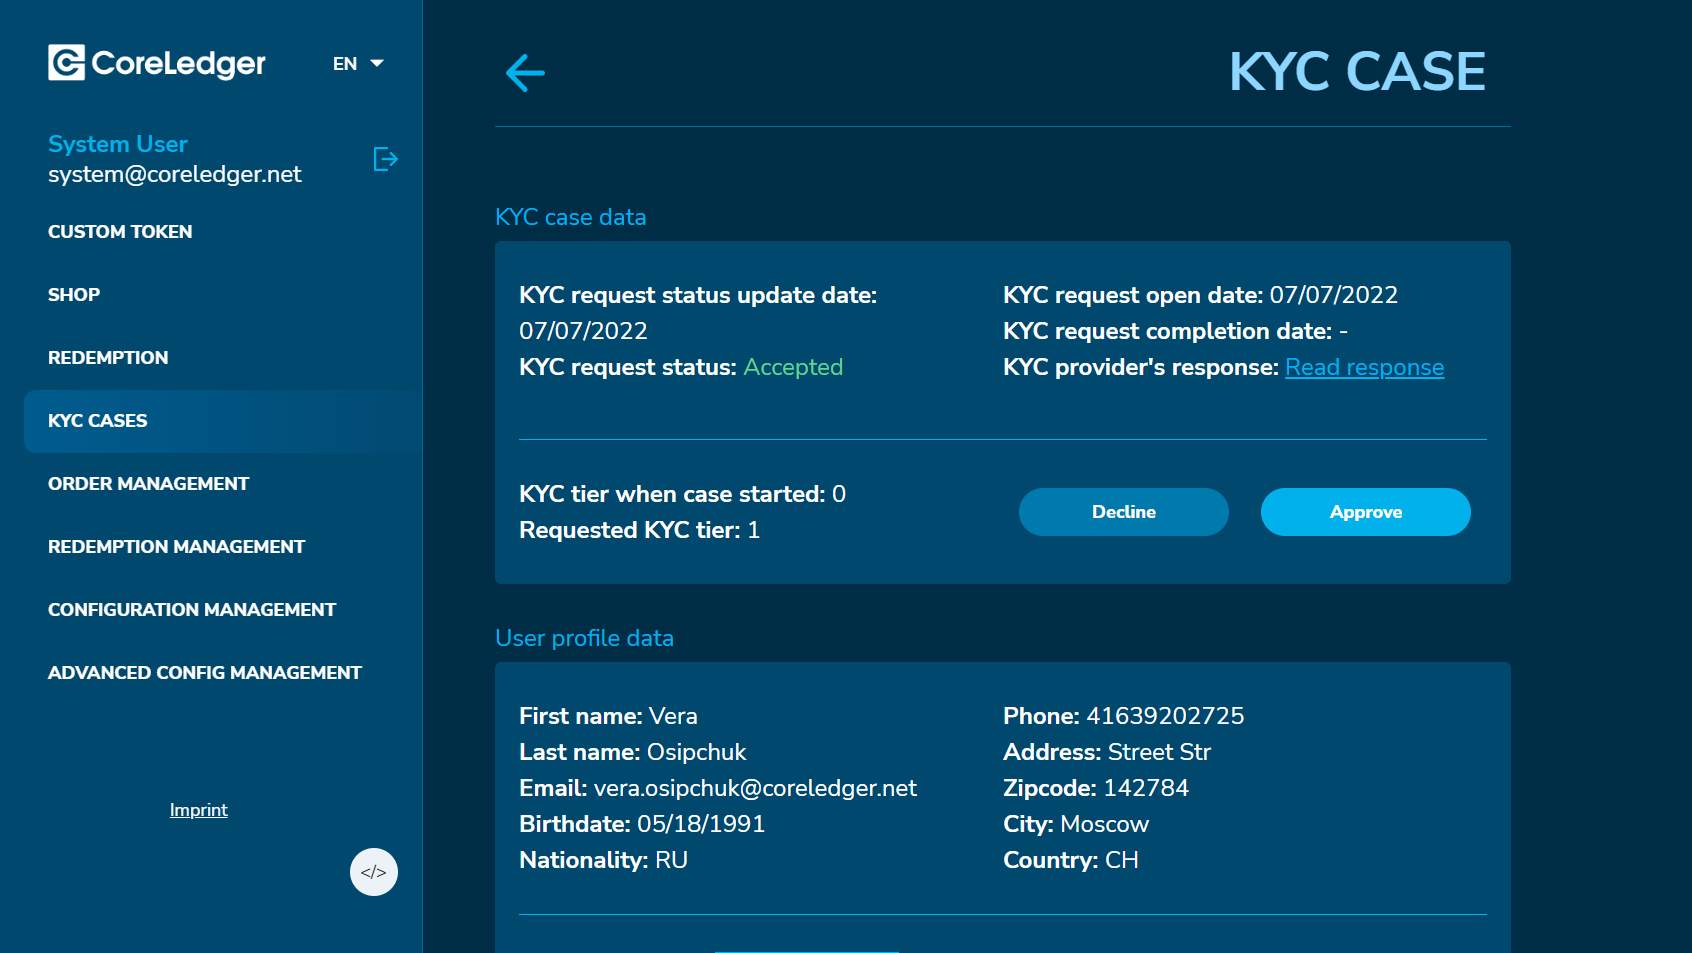 CoreLedger
EN
System User
system@coreledger.net
CUSTOM TOKEN
SHOP
REDEMPTION
KYC CASES
ORDER MANAGEMENT
REDEMPTION MANAGEMENT
CONFIGURATION MANAGEMENT
ADVANCED CONFIG MANAGEMENT
Imprint
</>
KYC CASE
KYC case data
KYC request status update date:
07/07/2022
KYC request status: Accepted
KYC request open date: 07/07/2022
KYC request completion date: -
KYC provider's response: Read response
KYC tier when case started: 0
Requested KYC tier: 1
Decline
Approve
User profile data
First name: Vera
Last name: Osipchuk
Email: vera.osipchuk@coreledger.net
Birthdate: 05/18/1991
Nationality: RU
Phone: 41639202725
Address: Street Str
Zipcode: 142784
City: Moscow
Country: CH